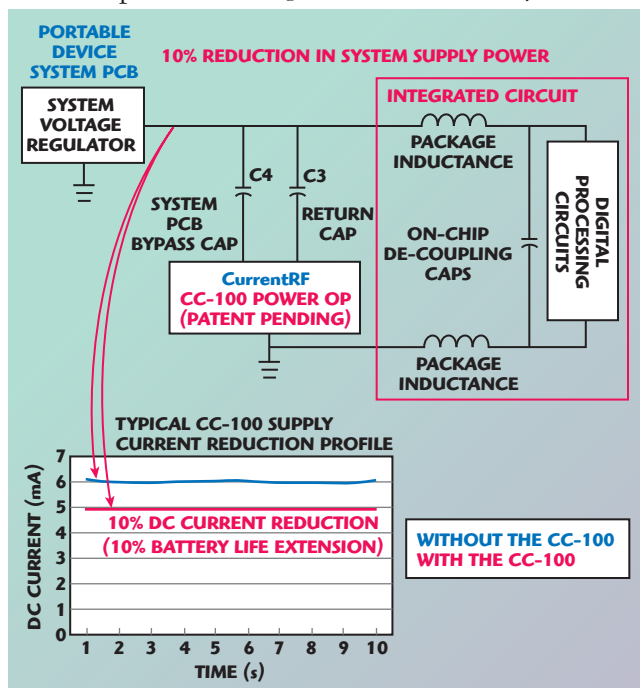 PORTABLE
DEVICE
SYSTEM PCB
10% REDUCTION IN SYSTEM SUPPLY POWER
SYSTEM
VOLTAGE
REGULATOR
INTEGRATED CIRCUIT
PACKAGE
INDUCTANCE
C4
C3
SYSTEM
PCB
BYPASS CAP
RETURN
CAP
ON-CHIP
DE-COUPLING
CAPS
DIGITAL
PROCESSING
CIRCUITS
CurrentRF
CC-100 POWER OP
(PATENT PENDING)
PACKAGE
INDUCTANCE
TYPICAL CC-100 SUPPLY
CURRENT REDUCTION PROFILE
DC CURRENT (mA)
7
6
5
4
3
2
1
0
10% DC CURRENT REDUCTION
(10% BATTERY LIFE EXTENSION)
1 2 3 4 5 6 7 8 9 10
TIME (s)
WITHOUT THE CC-100
WITH THE CC-100